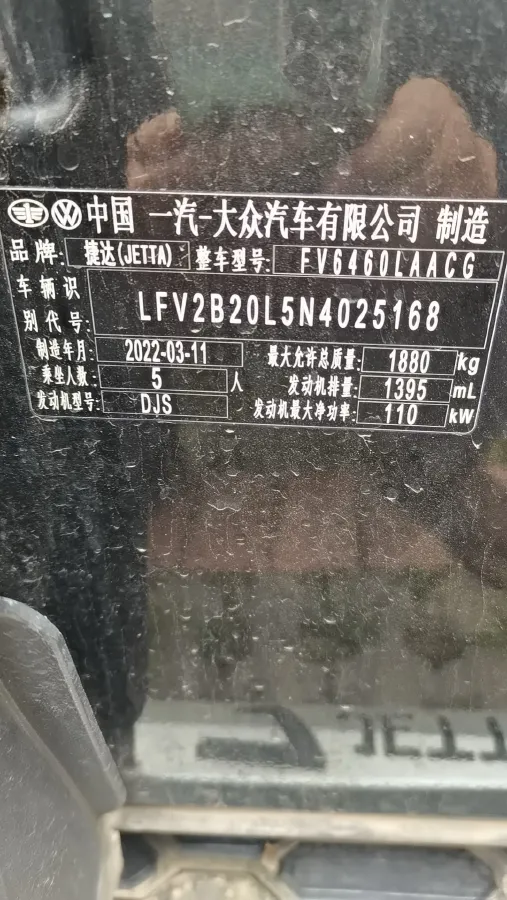 中国 一汽-大众汽车有限公司 制造
品牌: 捷达(JETTA) 整车型号: FV6460LAACG
车辆识别代号: LFV2B20L5N4025168
制造年月: 2022-03-11 最大允许总质量: 1880 kg
乘坐人数: 5 人 发动机排量: 1395 mL
发动机型号: DJS 发动机最大净功率: 110 kW